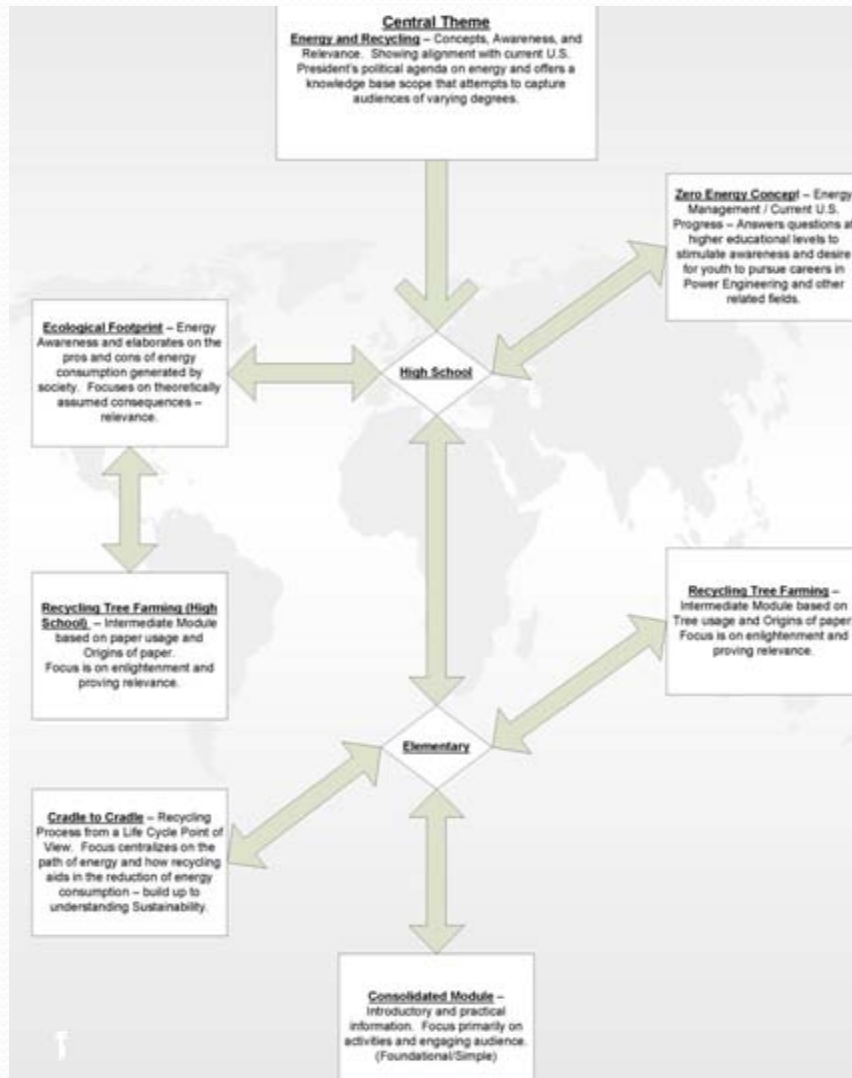 Central Theme
Energy and Recycling – Concepts, Awareness, and
Relevance. Showing alignment with current U.S.
President's political agenda on energy and offers a
knowledge base scope that attempts to capture
audiences of varying degrees.
Zero Energy Concept – Energy
Management / Current U.S.
Progress – Answers questions at
higher educational levels to
stimulate awareness and desire
for youth to pursue careers in
Power Engineering and other
related fields.
Ecological Footprint – Energy
Awareness and elaborates on the
pros and cons of energy
consumption generated by
society. Focuses on theoretically
assumed consequences –
relevance.
High School
Recycling Tree Farming (High
School) – Intermediate Module
based on paper usage and
Origins of paper.
Focus is on enlightenment and
proving relevance.
Recycling Tree Farming –
Intermediate Module based on
Tree usage and Origins of paper
Focus is on enlightenment and
proving relevance.
Elementary
Cradle to Cradle – Recycling
Process from a Life Cycle Point of
View. Focus centralizes on the
path of energy and how recycling
aids in the reduction of energy
consumption – build up to
understanding Sustainability.
Consolidated Module –
Introductory and practical
information. Focus primarily on
activities and engaging audience.
(Foundational/Simple)